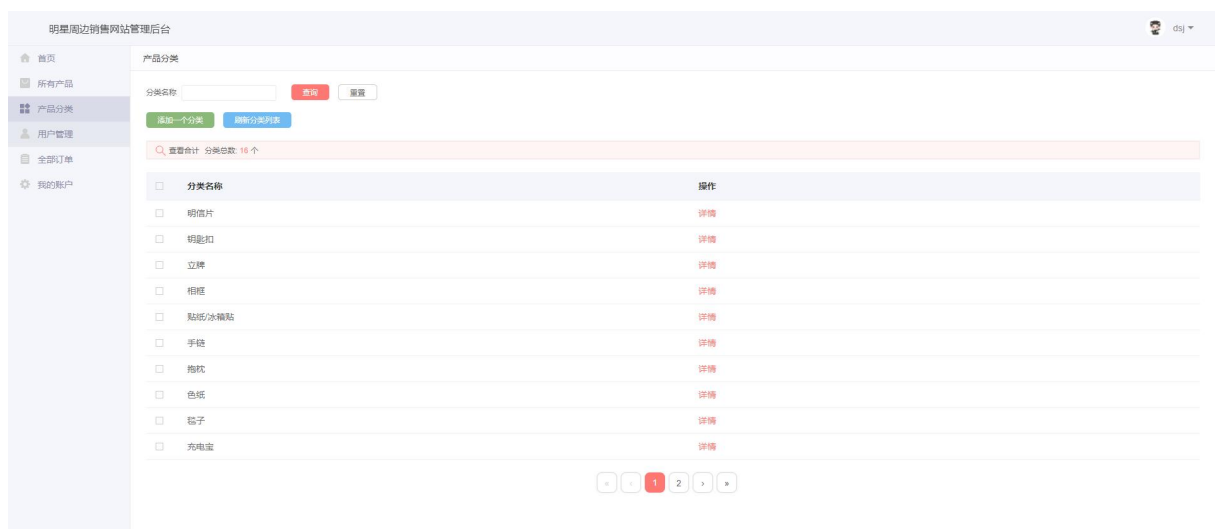 明星周边销售网站管理后台
dsj
首页
产品分类
所有产品
产品分类
用户管理
全部订单
我的账户
分类名称 查询 重置
添加一个分类 刷新分类列表
查看合计 分类总数: 16 个
分类名称 操作
明信片 详情
钥匙扣 详情
立牌 详情
相框 详情
贴纸/冰箱贴 详情
手链 详情
抱枕 详情
色纸 详情
毯子 详情
充电宝 详情
« ‹ 1 2 › »